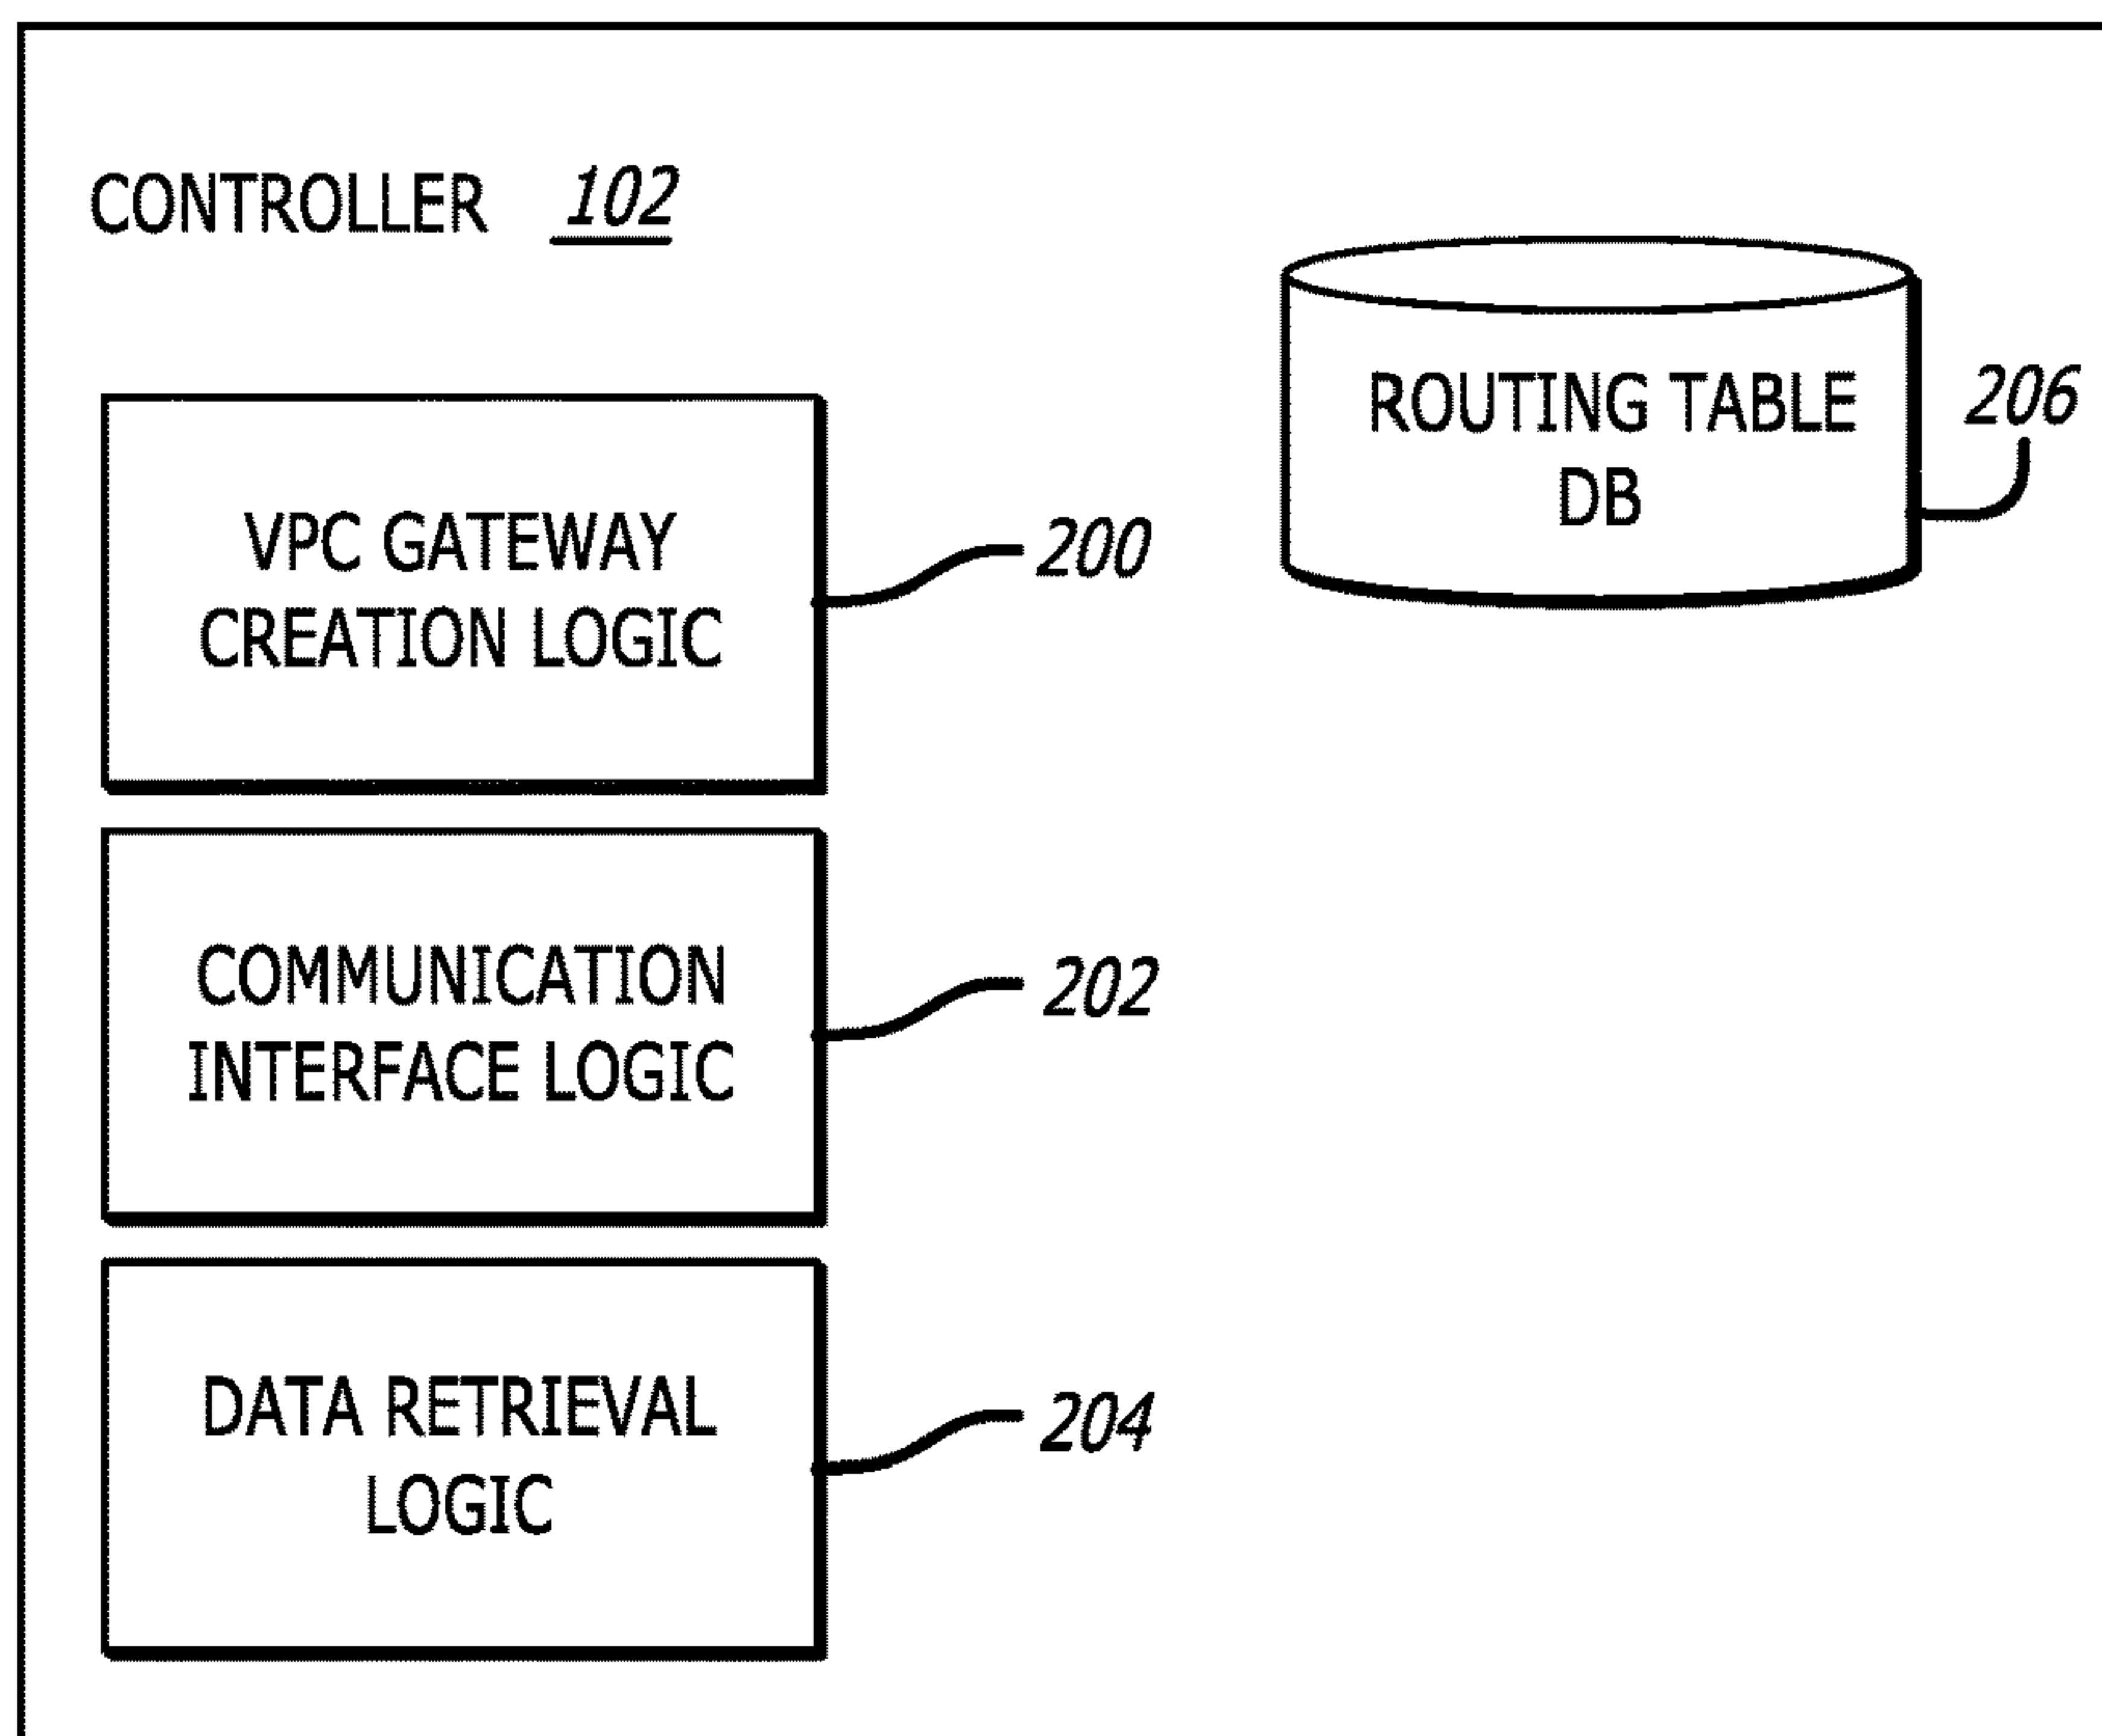 CONTROLLER 102
VPC GATEWAY
CREATION LOGIC
200
ROUTING TABLE
DB
206
COMMUNICATION
INTERFACE LOGIC
202
DATA RETRIEVAL
LOGIC
204